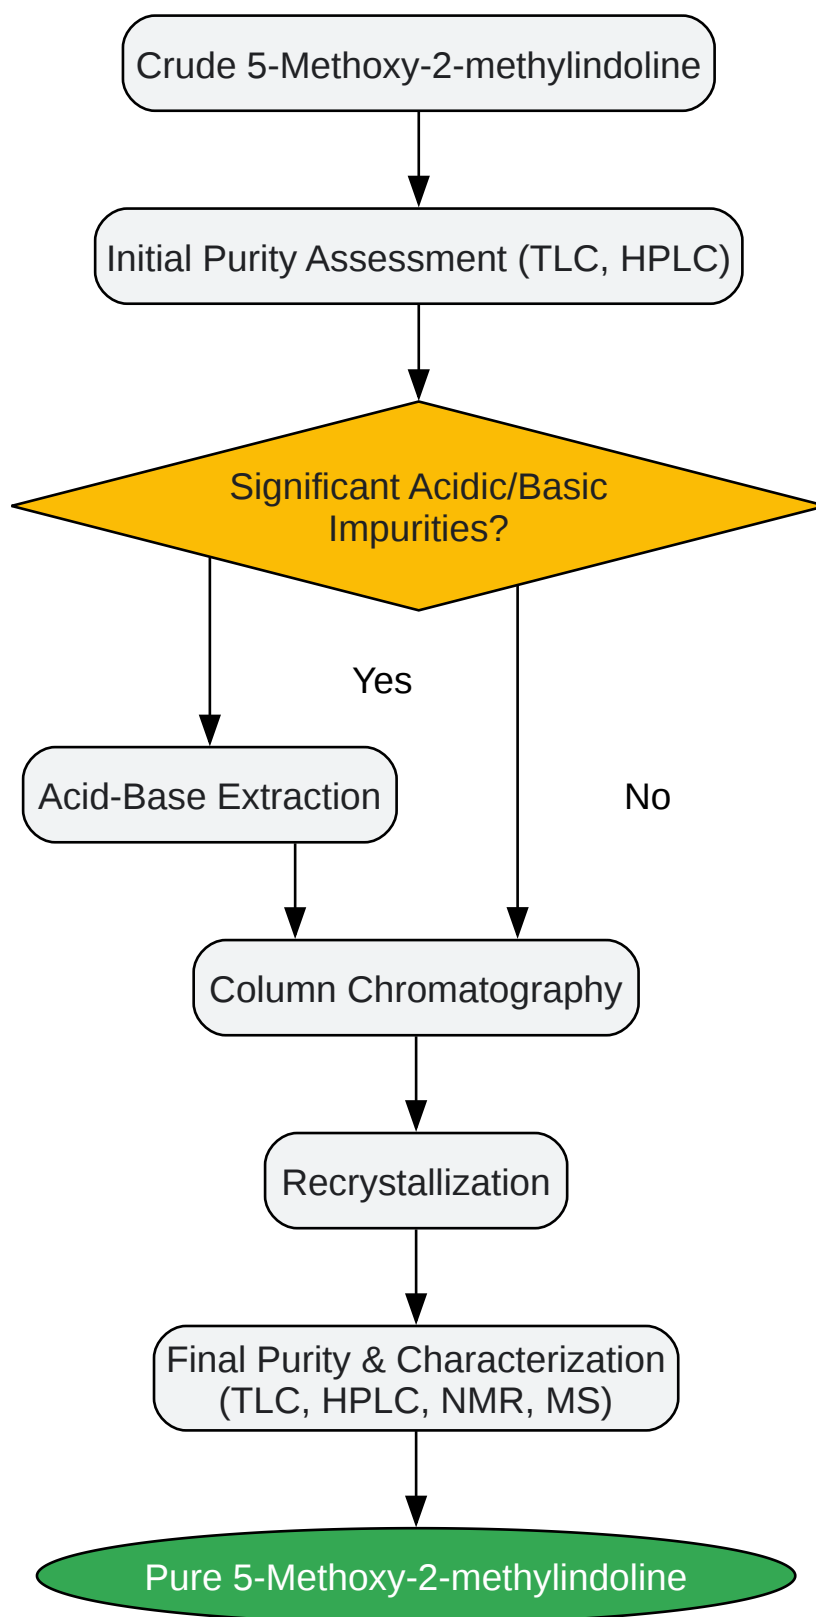 Crude 5-Methoxy-2-methylindoline
Initial Purity Assessment (TLC, HPLC)
Significant Acidic/Basic
Impurities?
Yes
Acid-Base Extraction
No
Column Chromatography
Recrystallization
Final Purity & Characterization
(TLC, HPLC, NMR, MS)
Pure 5-Methoxy-2-methylindoline